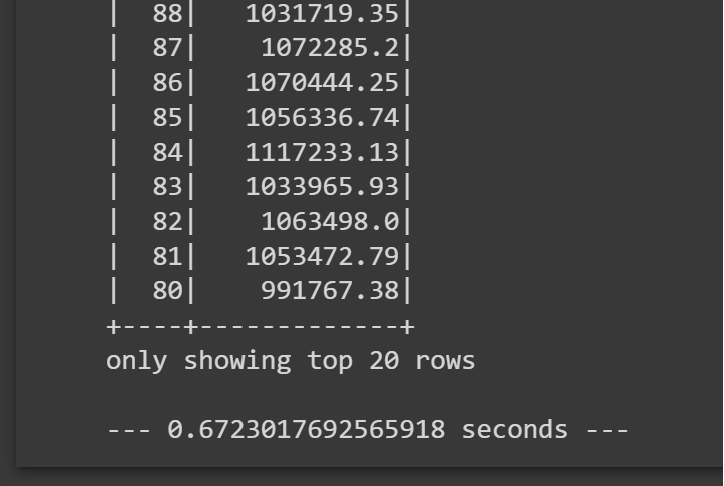 |  88|   1031719.35|
|  87|    1072285.2|
|  86|   1070444.25|
|  85|   1056336.74|
|  84|   1117233.13|
|  83|   1033965.93|
|  82|    1063498.0|
|  81|   1053472.79|
|  80|    991767.38|
+----+-------------+
only showing top 20 rows
--- 0.6723017692565918 seconds ---